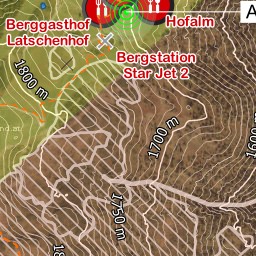 A
Berggasthof
Latschenhof
Hofalm
Bergstation
Star Jet 2
1800 m
1700 m
1750 m